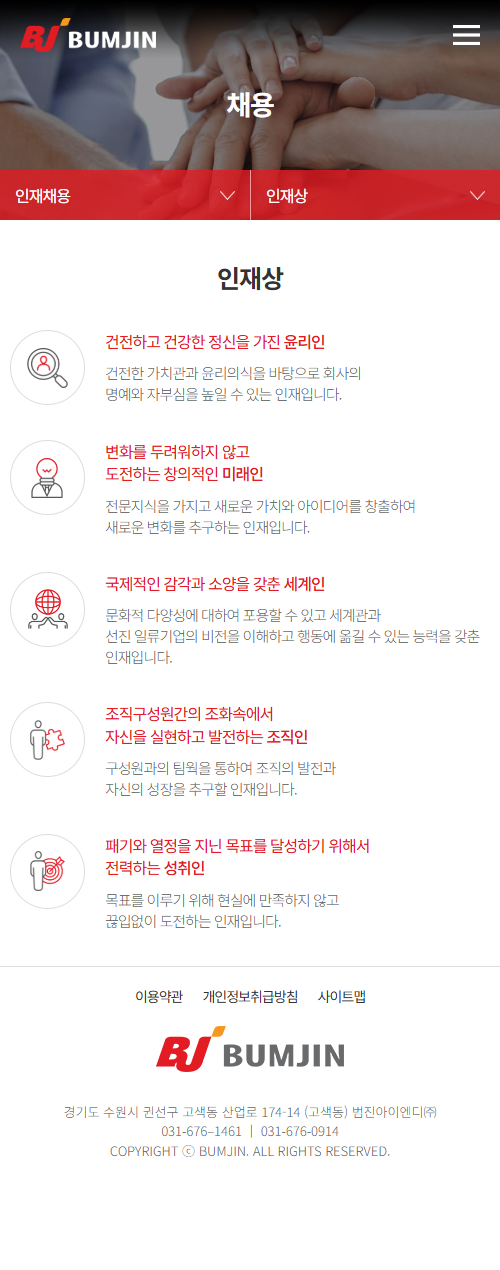 BJ BUMJIN
채용
인재채용
인재상
인재상
건전하고 건강한 정신을 가진 윤리인
건전한 가치관과 윤리의식을 바탕으로 회사의
명예와 자부심을 높일 수 있는 인재입니다.
변화를 두려워하지 않고
도전하는 창의적인 미래인
전문지식을 가지고 새로운 가치와 아이디어를 창출하여
새로운 변화를 추구하는 인재입니다.
국제적인 감각과 소양을 갖춘 세계인
문화적 다양성에 대하여 포용할 수 있고 세계관과
선진 일류기업의 비전을 이해하고 행동에 옮길 수 있는 능력을 갖춘
인재입니다.
조직구성원간의 조화속에서
자신을 실현하고 발전하는 조직인
구성원과의 팀웍을 통하여 조직의 발전과
자신의 성장을 추구할 인재입니다.
패기와 열정을 지닌 목표를 달성하기 위해서
전력하는 성취인
목표를 이루기 위해 현실에 만족하지 않고
끊입없이 도전하는 인재입니다.
이용약관 개인정보취급방침 사이트맵
BJ BUMJIN
경기도 수원시 권선구 고색동 산업로 174-14 (고색동) 범진아이엔디㈜
031-676–1461 | 031-676-0914
COPYRIGHT ⓒ BUMJIN. ALL RIGHTS RESERVED.